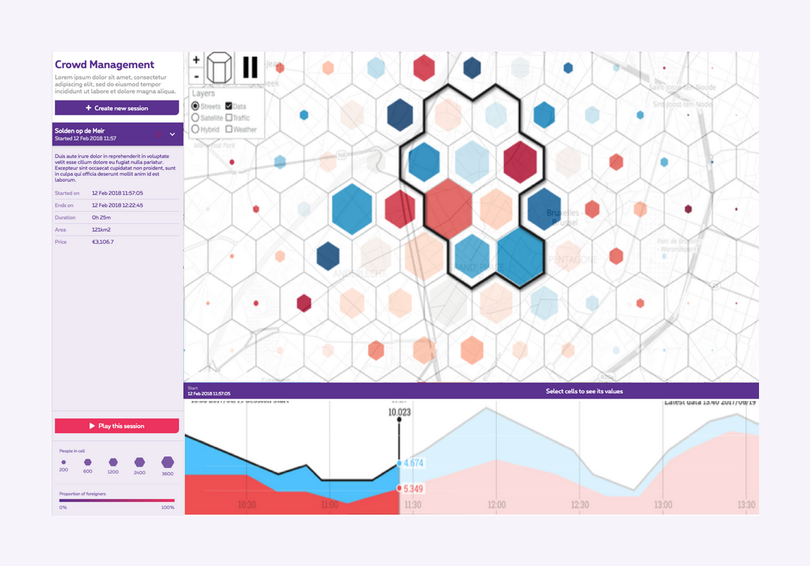 Crowd Management
Lorem ipsum dolor sit amet, consectetur
adipiscing elit, sed do eiusmod tempor
incididunt ut labore et dolore magna aliqua.
+ Create new session
Solden op de Meir
Started 12 Feb 2018 11:57
Duis aute irure dolor in reprehenderit in voluptate
velit esse cillum dolore eu fugiat nulla pariatur.
Excepteur sint occaecat cupidatat non proident, sunt
in culpa qui officia deserunt mollit anim id est
laborum.
Started on 12 Feb 2018 11:57:05
Ends on 12 Feb 2018 12:22:45
Duration 0h 25m
Area 121km2
Price €3,106.7
Play this session
People in cell
200 600 1200 2400 3600
Proportion of foreigners
0% 100%
+
-
Layers
Streets Data
Satellite Traffic
Hybrid Weather
Bruxelles
Brussel
PENTAGONE
ANDERLECHT
Start
12 Feb 2018 11:57:05
Select cells to see its values
Latest data 13:40 2017/06/19
10.023
4.674
5.349
10:30 11:00 11:30 12:00 12:30 13:00 13:30